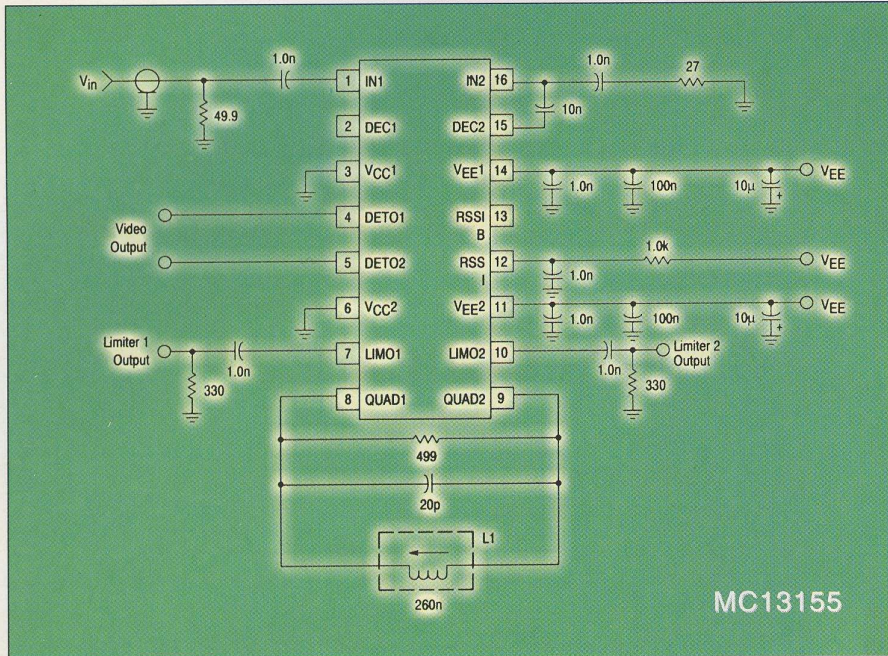 1.0n
Vin
1 IN1
49.9
2 DEC1
3 VCC1
4 DETO1
Video
Output
5 DETO2
6 VCC2
Limiter 1
Output
1.0n
7 LIMO1
330
8 QUAD1
IN2 16
1.0n
27
10n
DEC2 15
VEE1 14
1.0n
100n
10µ
+
VEE
RSSI
B
13
RSS
I
12
1.0n
1.0k
VEE
VEE2 11
1.0n
100n
10µ
+
VEE
LIMO2 10
1.0n
Limiter 2
Output
330
QUAD2 9
499
20p
L1
260n
MC13155